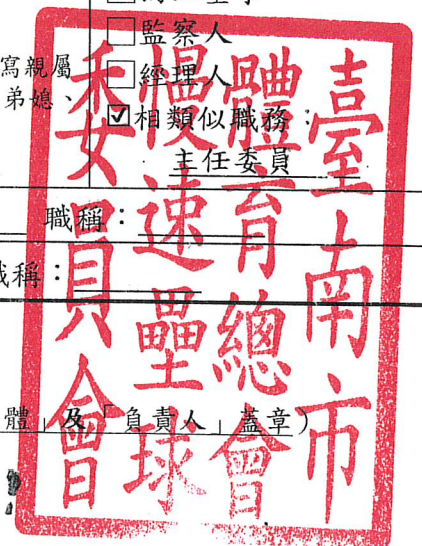 監察人
寫親屬
經理人
弟媳、
相類似職務：
主任委員
職稱：
職稱：
體」及「負責人」蓋章）
臺南市
體育總會
慢速壘球
委員會